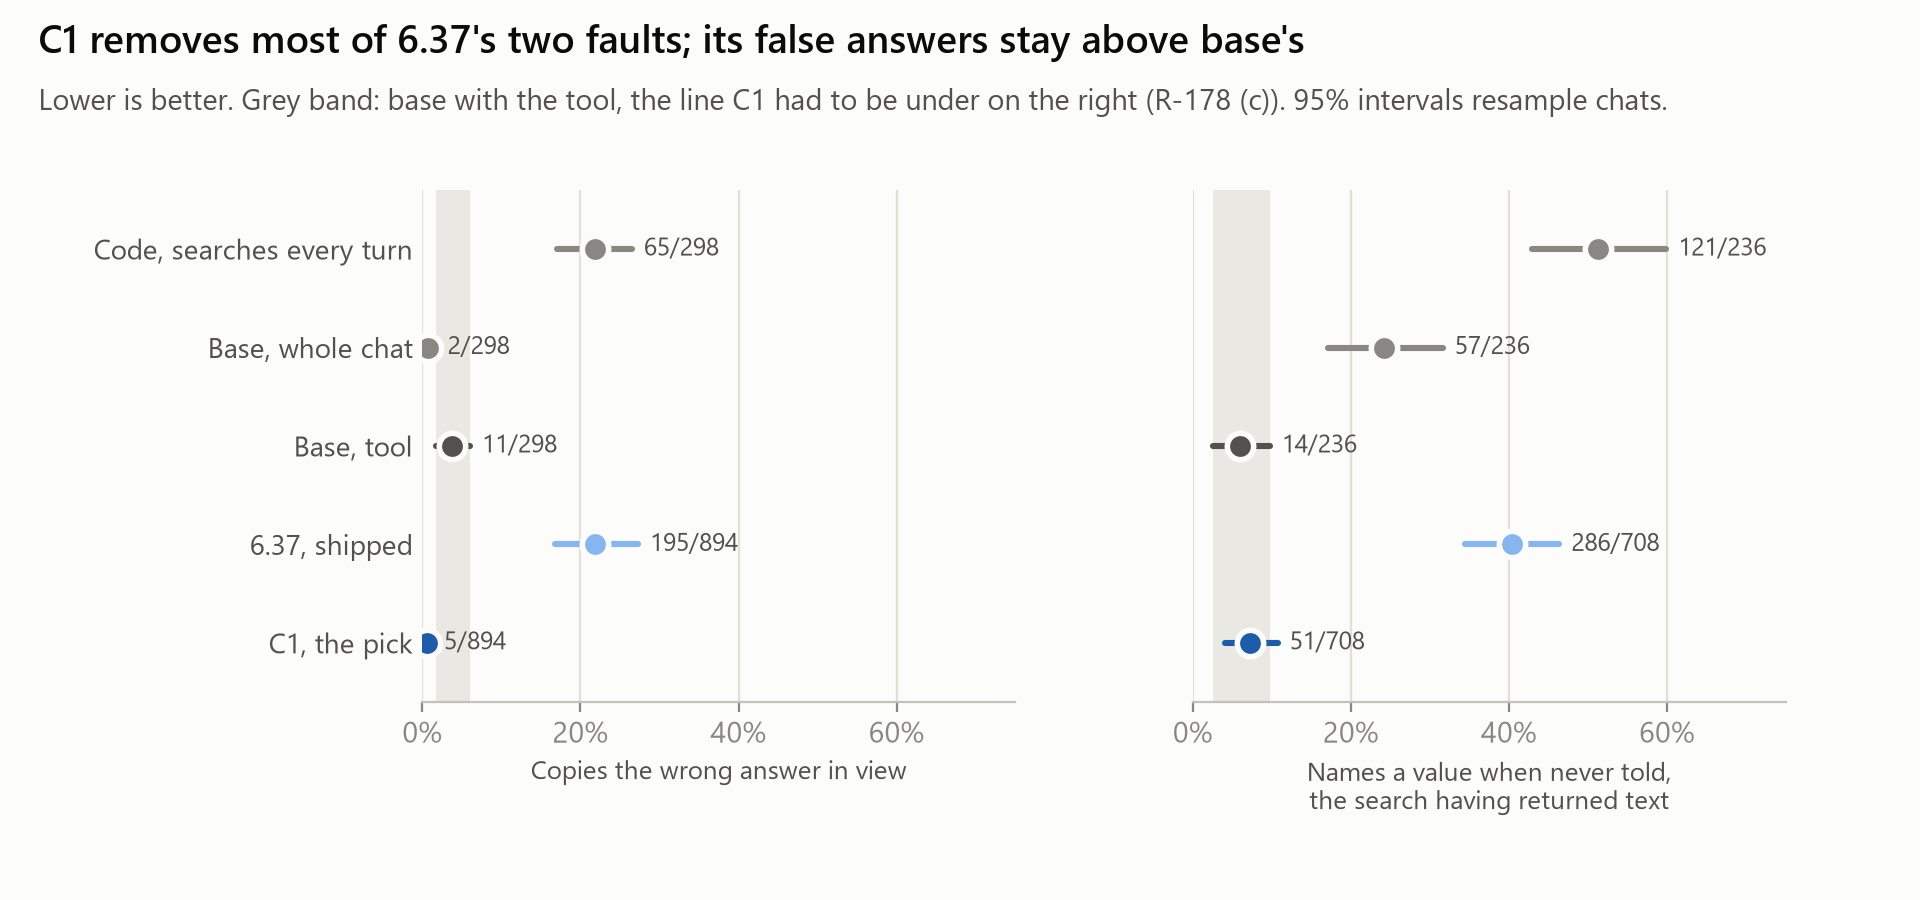 C1 removes most of 6.37's two faults; its false answers stay above base's
Lower is better. Grey band: base with the tool, the line C1 had to be under on the right (R-178 (c)). 95% intervals resample chats.
Code, searches every turn
65/298
121/236
Base, whole chat
2/298
57/236
Base, tool
11/298
14/236
6.37, shipped
195/894
286/708
C1, the pick
5/894
51/708
0% 20% 40% 60%
0% 20% 40% 60%
Copies the wrong answer in view
Names a value when never told,
the search having returned text